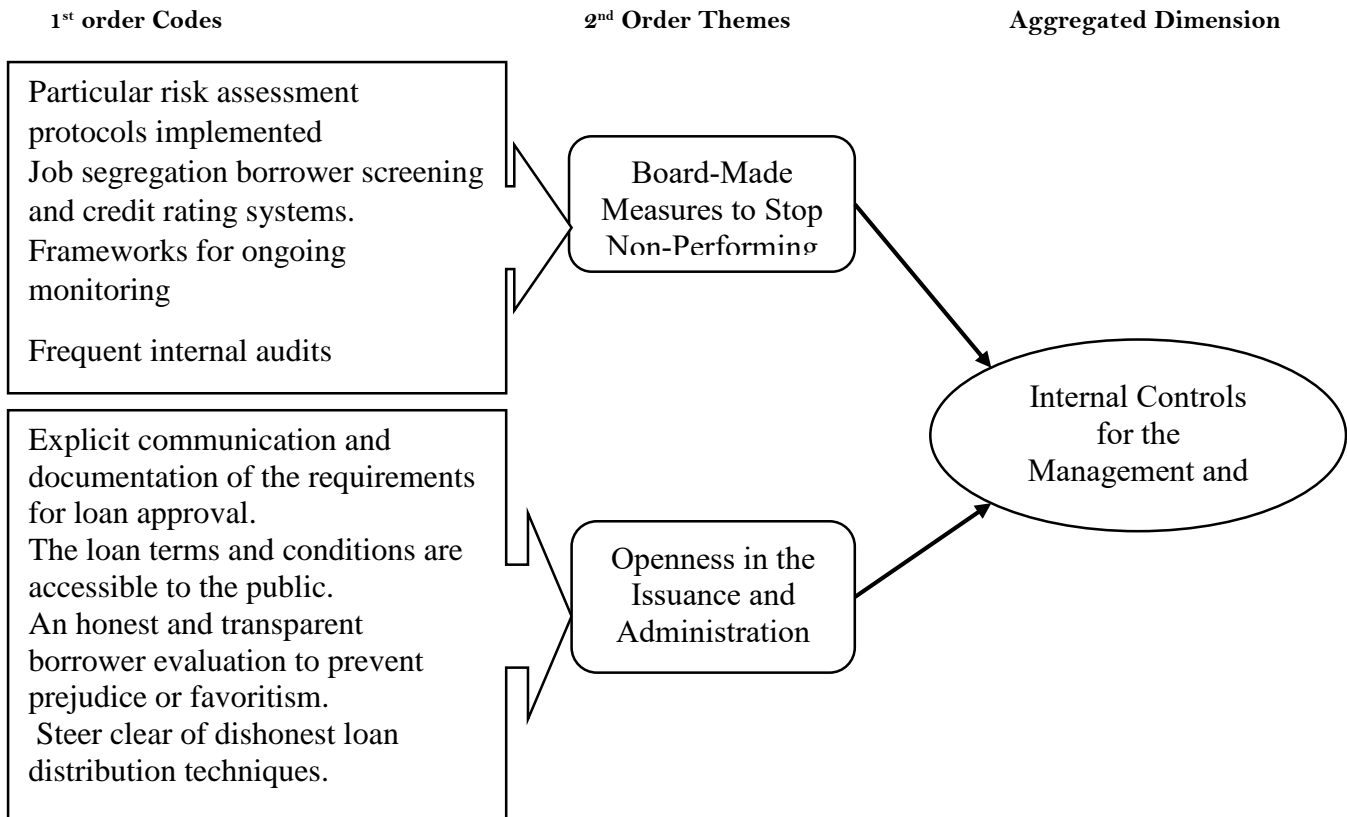 1st order Codes
2nd Order Themes
Aggregated Dimension
Particular risk assessment
protocols implemented
Job segregation borrower screening
and credit rating systems.
Frameworks for ongoing
monitoring
Frequent internal audits
Board-Made
Measures to Stop
Non-Performing
Explicit communication and
documentation of the requirements
for loan approval.
The loan terms and conditions are
accessible to the public.
An honest and transparent
borrower evaluation to prevent
prejudice or favoritism.
Steer clear of dishonest loan
distribution techniques.
Openness in the
Issuance and
Administration
Internal Controls
for the
Management and